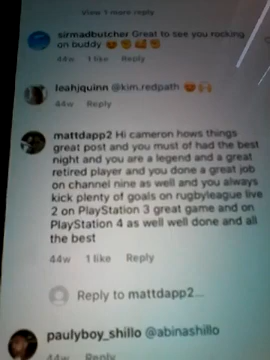 View 1 more reply
sirmadbutcher Great to see you rocking
on buddy
44w 1 like Reply
leahjquinn @kim.redpath
44w Reply
mattdapp2 Hi cameron hows things
great post and you must of had the best
night and you are a legend and a great
retired player and you done a great job
on channel nine as well and you always
kick plenty of goals on rugbyleague live
2 on PlayStation 3 great game and on
PlayStation 4 as well well done and all
the best
44w 1 like Reply
Reply to mattdapp2...
paulyboy_shillo @abinashillo
44w Reply